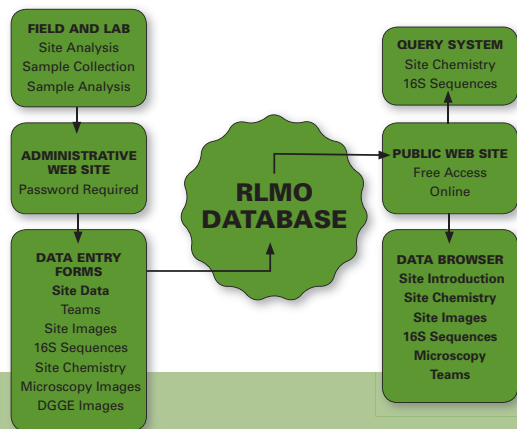 FIELD AND LAB
Site Analysis
Sample Collection
Sample Analysis
ADMINISTRATIVE
WEB SITE
Password Required
DATA ENTRY
FORMS
Site Data
Teams
Site Images
16S Sequences
Site Chemistry
Microscopy Images
DGGE Images
RLMO
DATABASE
QUERY SYSTEM
Site Chemistry
16S Sequences
PUBLIC WEB SITE
Free Access
Online
DATA BROWSER
Site Introduction
Site Chemistry
Site Images
16S Sequences
Microscopy
Teams